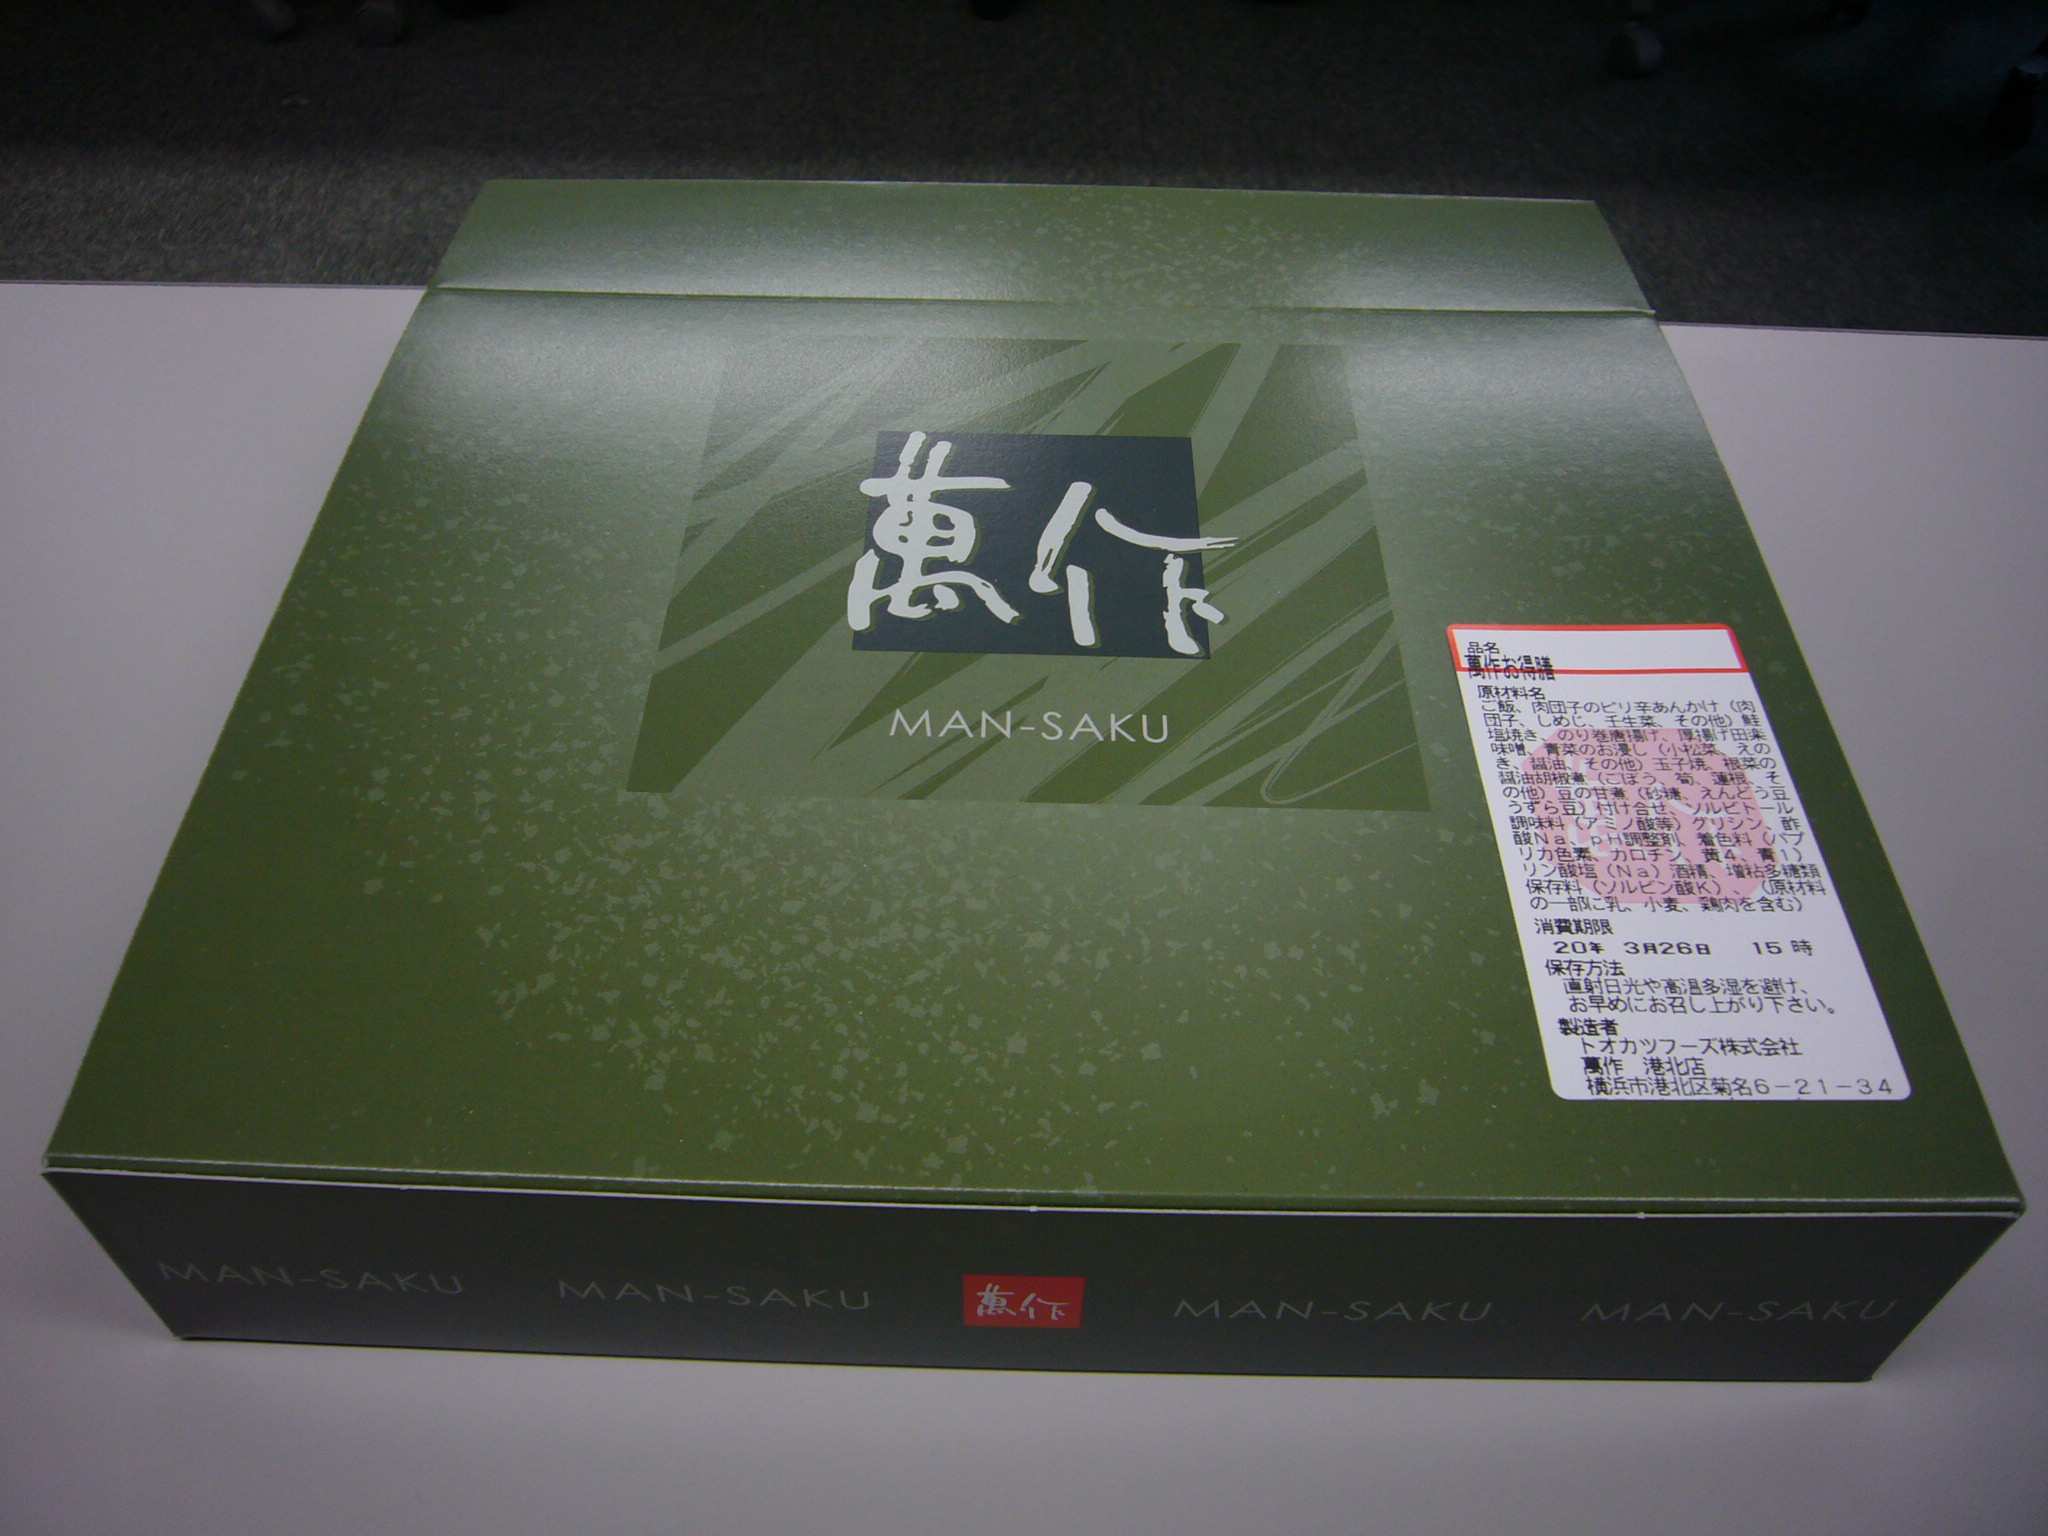 萬作
MAN-SAKU
品名
萬作お得膳
原材料名
ご飯、肉団子のピリ辛あんかけ（肉
団子、しめじ、壬生菜、その他）鮭
塩焼き、のり巻唐揚げ、厚揚げ田楽
味噌、青菜のお浸し（小松菜、えの
き、醤油、その他）玉子焼、根菜の
醤油胡椒煮（ごぼう、筍、蓮根、そ
の他）豆の甘煮（砂糖、えんどう豆、
うずら豆）付け合せ、ソルビトール
調味料（アミノ酸等）グリシン、酢
酸Ｎａ、ｐＨ調整剤、着色料（パプ
リカ色素、カロチン、黄４、青１）
リン酸塩（Ｎａ）酒精、増粘多糖類
保存料（ソルビン酸Ｋ）、（原材料
の一部に乳、小麦、鶏肉を含む）
消費期限
20年 3月26日 15時
保存方法
直射日光や高温多湿を避け、
お早めにお召し上がり下さい。
製造者
トオカツフーズ株式会社
萬作 港北店
横浜市港北区菊名６－２１－３４
MAN-SAKU MAN-SAKU 萬作 MAN-SAKU MAN-SAKU